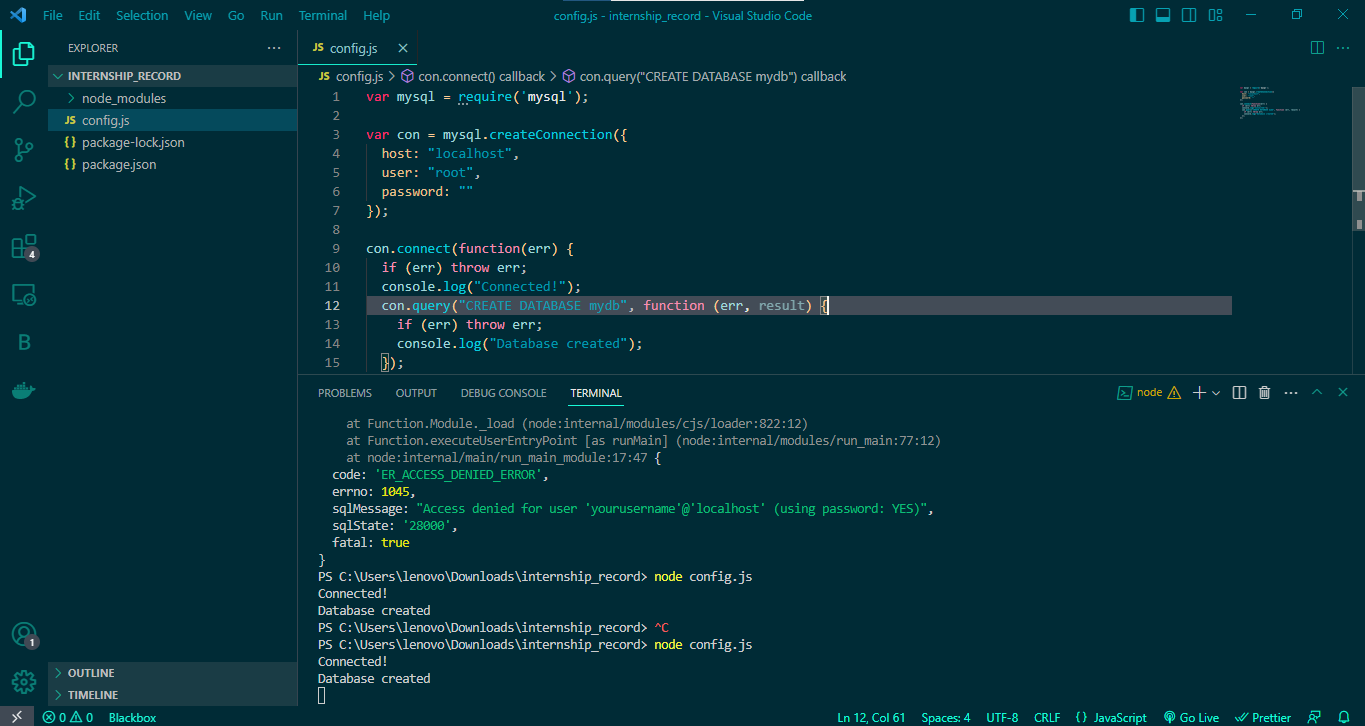 File Edit Selection View Go Run Terminal Help
config.js - internship_record - Visual Studio Code
EXPLORER
INTERNSHIP_RECORD
node_modules
JS config.js
{} package-lock.json
{} package.json
4
B
1
OUTLINE
TIMELINE
JS config.js
JS config.js > con.connect() callback > con.query("CREATE DATABASE mydb") callback
1 var mysql = require('mysql');
2
3 var con = mysql.createConnection({
4 host: "localhost",
5 user: "root",
6 password: ""
7 });
8
9 con.connect(function(err) {
10 if (err) throw err;
11 console.log("Connected!");
12 con.query("CREATE DATABASE mydb", function (err, result) {
13 if (err) throw err;
14 console.log("Database created");
15 });
PROBLEMS OUTPUT DEBUG CONSOLE TERMINAL
node
at Function.Module._load (node:internal/modules/cjs/loader:822:12)
at Function.executeUserEntryPoint [as runMain] (node:internal/modules/run_main:77:12)
at node:internal/main/run_main_module:17:47 {
code: 'ER_ACCESS_DENIED_ERROR',
errno: 1045,
sqlMessage: "Access denied for user 'yourusername'@'localhost' (using password: YES)",
sqlState: '28000',
fatal: true
}
PS C:\Users\lenovo\Downloads\internship_record> node config.js
Connected!
Database created
PS C:\Users\lenovo\Downloads\internship_record> ^C
PS C:\Users\lenovo\Downloads\internship_record> node config.js
Connected!
Database created
0 0 Blackbox
Ln 12, Col 61 Spaces: 4 UTF-8 CRLF {} JavaScript Go Live Prettier